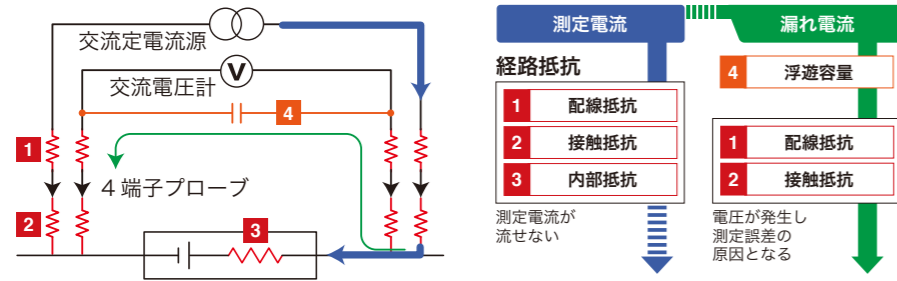 交流定電流源
V
交流電圧計
4
1
4端子プローブ
2
3
測定電流
漏れ電流
経路抵抗
1 配線抵抗
2 接触抵抗
3 内部抵抗
測定電流が
流せない
4 浮遊容量
1 配線抵抗
2 接触抵抗
電圧が発生し
測定誤差の
原因となる